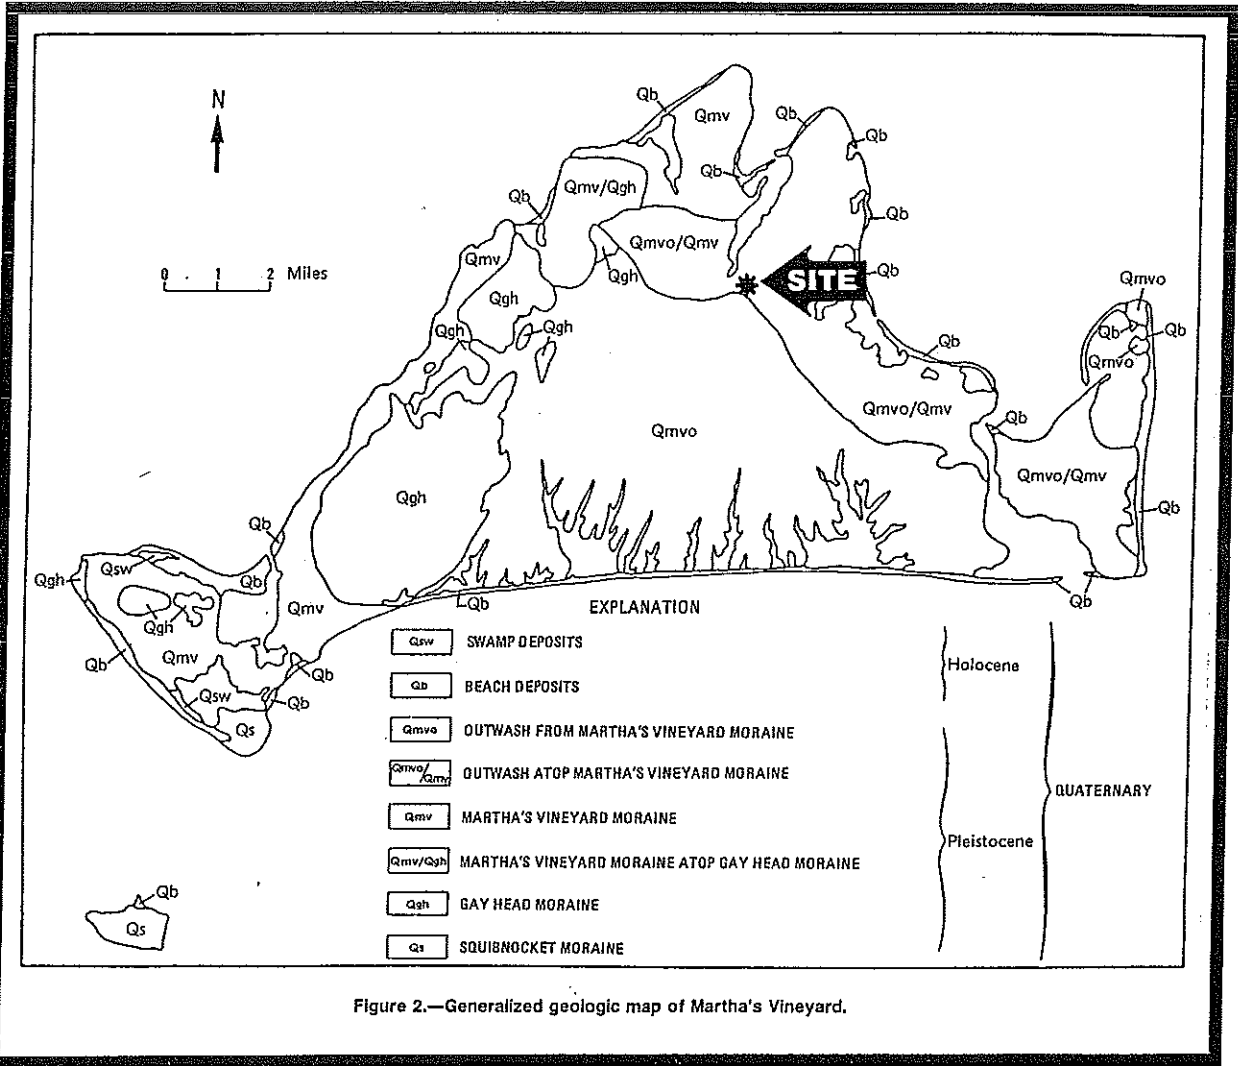 N
0 1 2 Miles
Qb
Qmv
Qb
Qb
Qb
Qmv/Qgh
Qb
Qb
Qmvo/Qmv
Qmv
Qgh
SITE
Qb
Qmvo
Qgh
Qgh
Qgh
Qb
Qb
Qb
Qmvo
Qmvo/Qmv
Qb
Qmvo
Qmvo/Qmv
Qgh
Qb
Qb
Qsw
Qgh
Qb
Qmv
Qb
Qb
Qgh
Qmv
Qb
Qb
Qsw
Qb
Qs
Qb
Qs
EXPLANATION
Qsw SWAMP DEPOSITS
Qb BEACH DEPOSITS
Holocene
Qmvo OUTWASH FROM MARTHA'S VINEYARD MORAINE
Qmvo/Qmv OUTWASH ATOP MARTHA'S VINEYARD MORAINE
Qmv MARTHA'S VINEYARD MORAINE
Qmv/Qgh MARTHA'S VINEYARD MORAINE ATOP GAY HEAD MORAINE
Qgh GAY HEAD MORAINE
Qs SQUIBNOCKET MORAINE
Pleistocene
QUATERNARY
Figure 2.—Generalized geologic map of Martha's Vineyard.